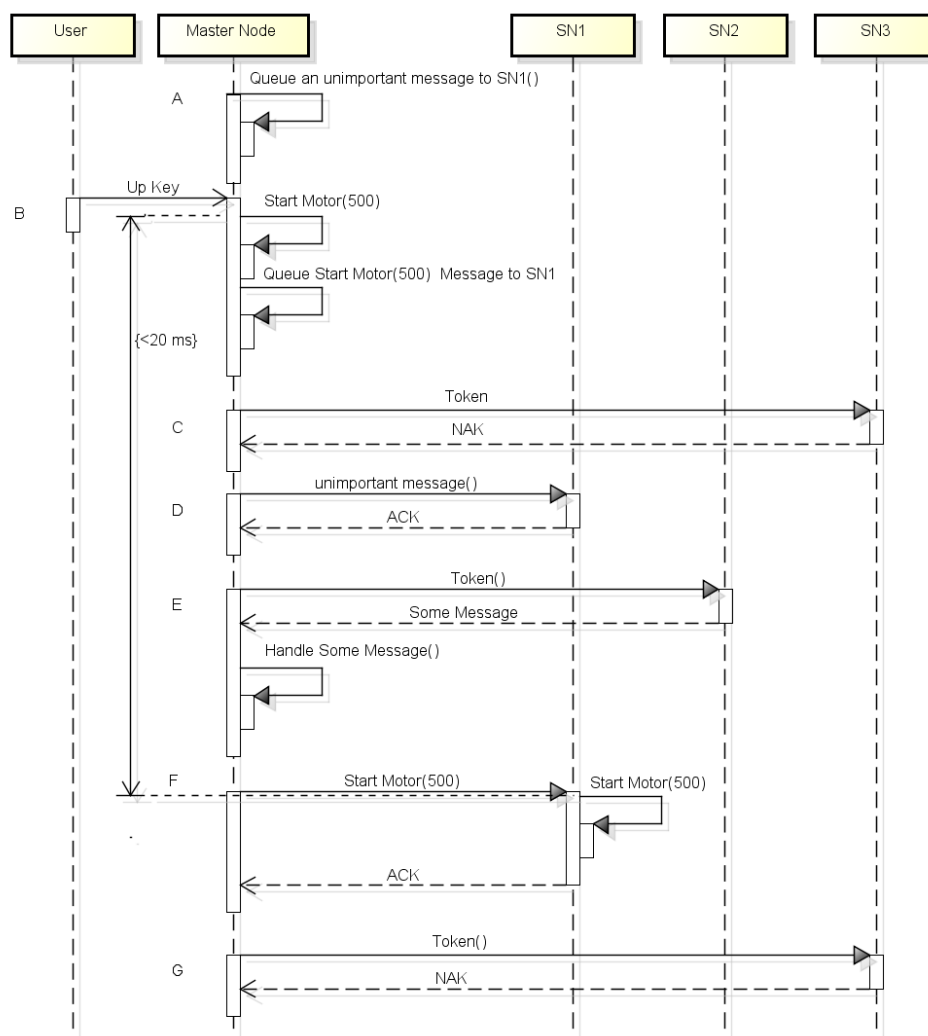 User
Master Node
SN1
SN2
SN3
Queue an unimportant message to SN1()
A
Up Key
B
Start Motor(500)
Queue Start Motor(500) Message to SN1
{<20 ms}
Token
C
NAK
unimportant message()
D
ACK
Token()
E
Some Message
Handle Some Message()
F
Start Motor(500)
Start Motor(500)
ACK
Token()
G
NAK